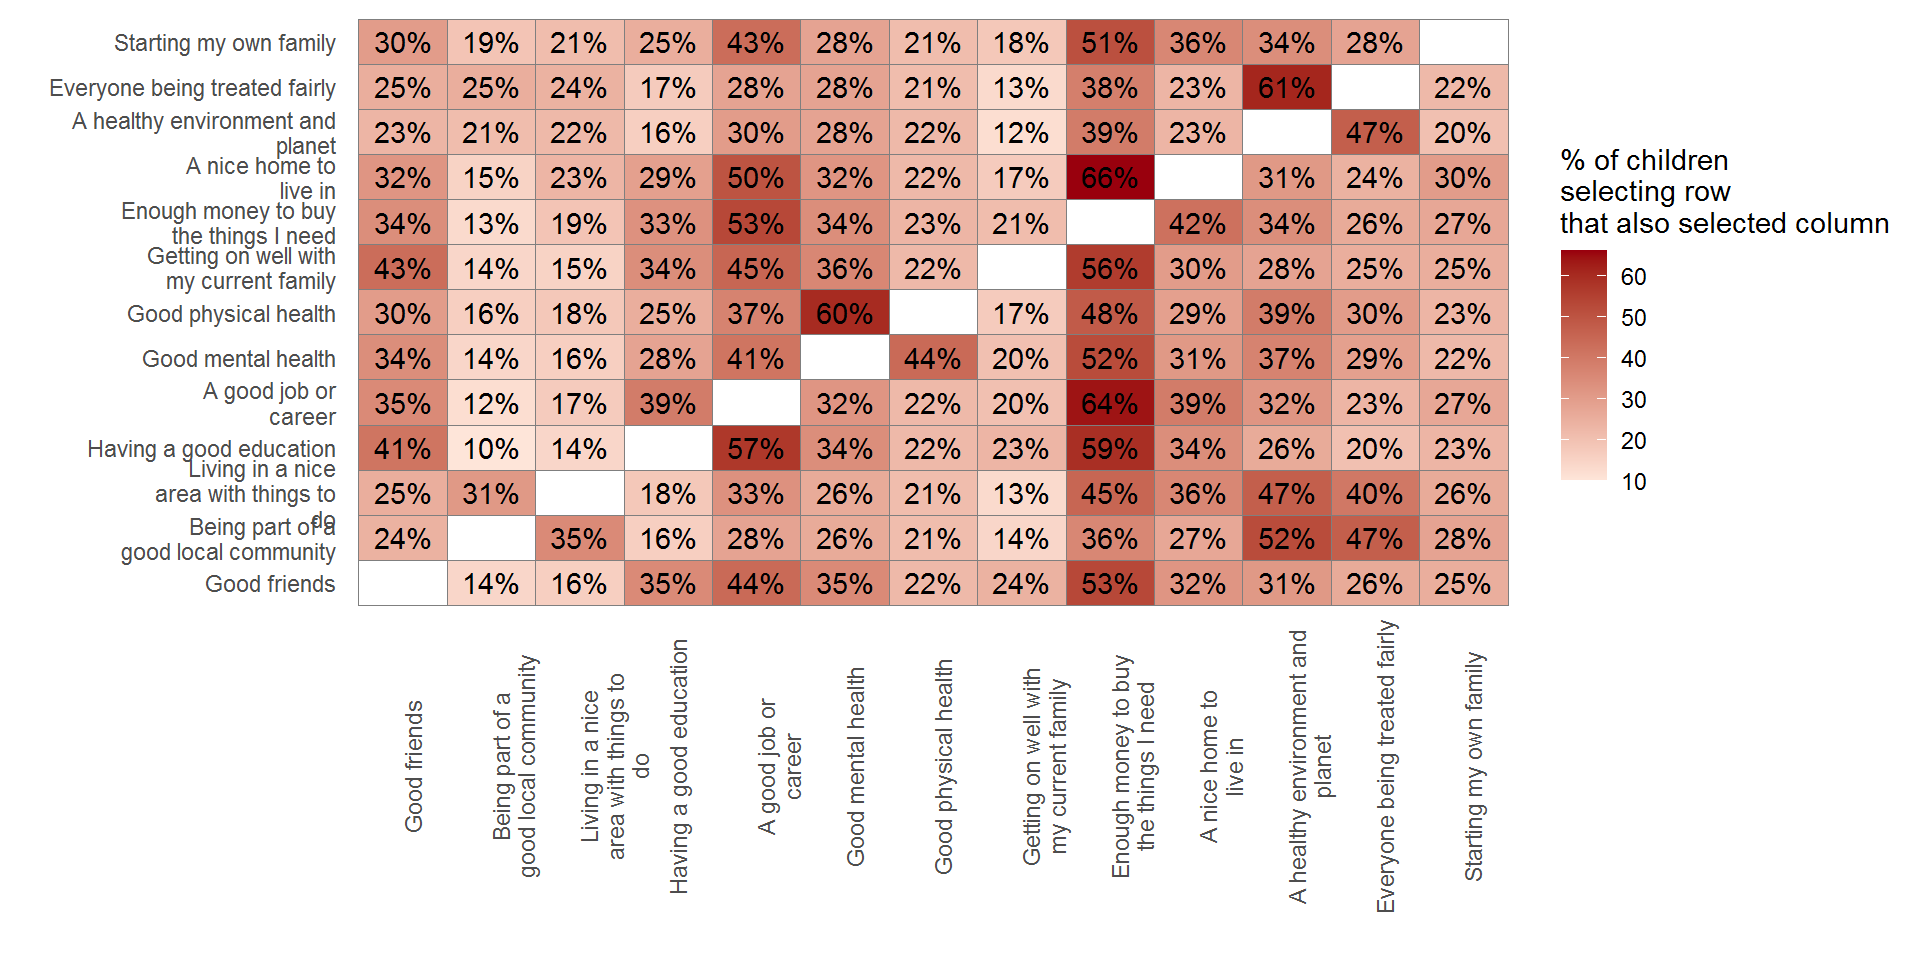 Starting my own family 30% 19% 21% 25% 43% 28% 21% 18% 51% 36% 34% 28%
Everyone being treated fairly 25% 25% 24% 17% 28% 28% 21% 13% 38% 23% 61% 22%
A healthy environment and
planet
23% 21% 22% 16% 30% 28% 22% 12% 39% 23% 47% 20%
A nice home to
live in
32% 15% 23% 29% 50% 32% 22% 17% 66% 31% 24% 30%
Enough money to buy
the things I need
34% 13% 19% 33% 53% 34% 23% 21% 42% 34% 26% 27%
Getting on well with
my current family
43% 14% 15% 34% 45% 36% 22% 56% 30% 28% 25% 25%
Good physical health 30% 16% 18% 25% 37% 60% 17% 48% 29% 39% 30% 23%
Good mental health 34% 14% 16% 28% 41% 44% 20% 52% 31% 37% 29% 22%
A good job or
career
35% 12% 17% 39% 32% 22% 20% 64% 39% 32% 23% 27%
Having a good education 41% 10% 14% 57% 34% 22% 23% 59% 34% 26% 20% 23%
Living in a nice
area with things to
do
25% 31% 18% 33% 26% 21% 13% 45% 36% 47% 40% 26%
Being part of a
good local community
24% 35% 16% 28% 26% 21% 14% 36% 27% 52% 47% 28%
Good friends 14% 16% 35% 44% 35% 22% 24% 53% 32% 31% 26% 25%
Good friends
Being part of a
good local community
Living in a nice
area with things to
do
Having a good education
A good job or
career
Good mental health
Good physical health
Getting on well with
my current family
Enough money to buy
the things I need
A nice home to
live in
A healthy environment and
planet
Everyone being treated fairly
Starting my own family
% of children
selecting row
that also selected column
60
50
40
30
20
10